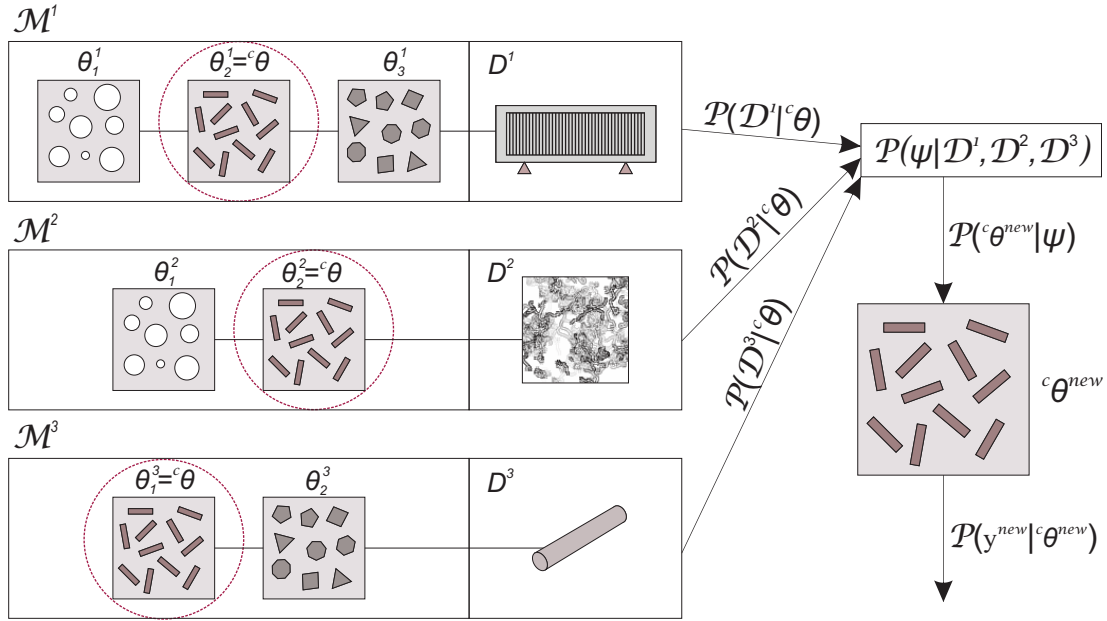 ℳ¹
θ₁¹
θ₂¹=ᶜθ
θ₃¹
D¹
ℳ²
θ₁²
θ₂²=ᶜθ
D²
ℳ³
θ₁³=ᶜθ
θ₂³
D³
𝒫(𝒟¹|ᶜθ)
𝒫(𝒟²|ᶜθ)
𝒫(𝒟³|ᶜθ)
𝒫(ψ|𝒟¹,𝒟²,𝒟³)
𝒫(ᶜθⁿᵉʷ|ψ)
ᶜθⁿᵉʷ
𝒫(yⁿᵉʷ|ᶜθⁿᵉʷ)